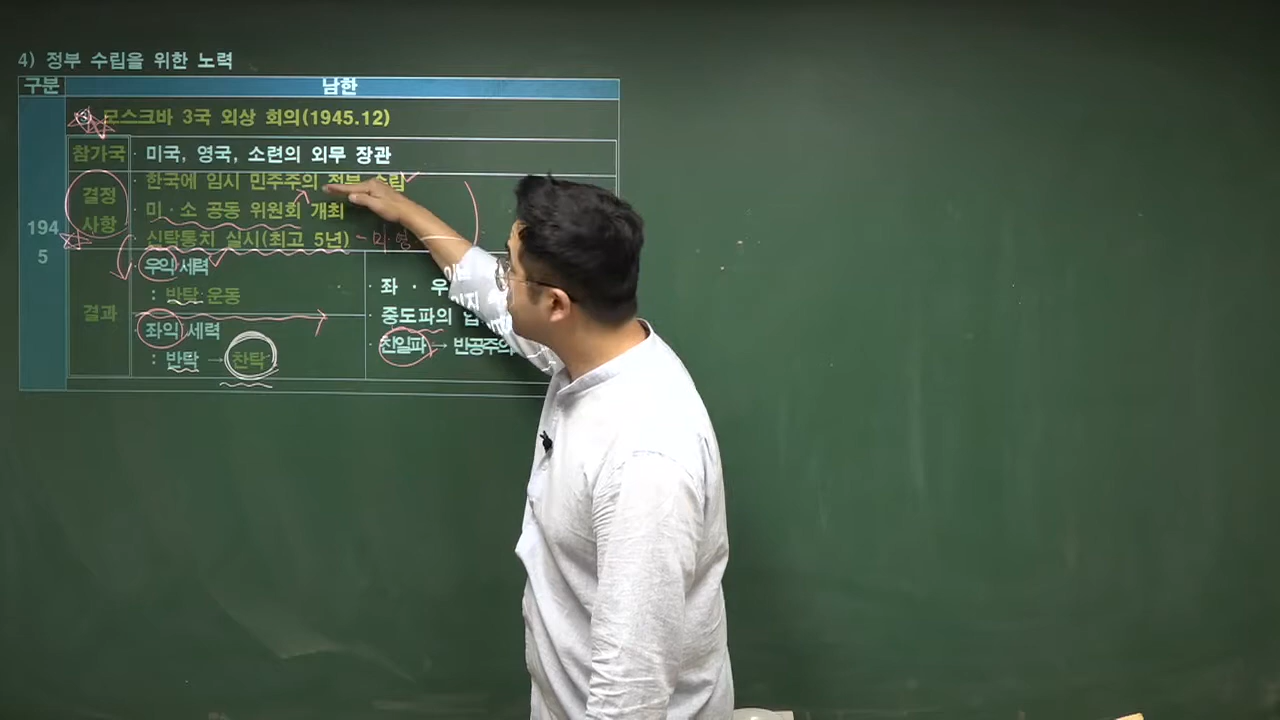 4) 정부 수립을 위한 노력
구분 남한
모스크바 3국 외상 회의(1945.12)
참가국 · 미국, 영국, 소련의 외무 장관
결정 사항
· 한국에 임시 민주주의 정부 수립
· 미·소 공동 위원회 개최
· 신탁통치 실시(최고 5년) - 미·영
194
5
결과
· 우익 세력
: 반탁 운동
· 좌익 세력
: 반탁 → 찬탁
· 좌·우
· 중도파의
· 친일파 → 반공주의